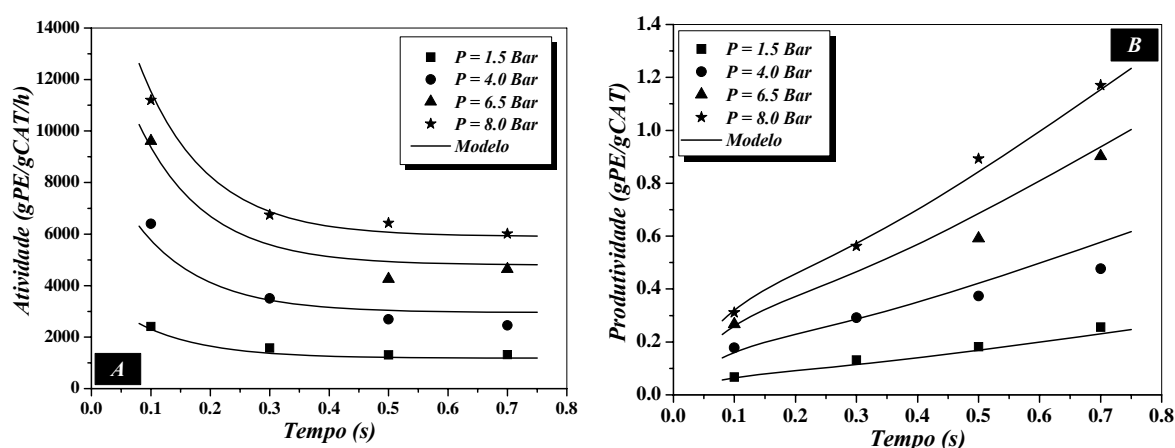 14000
12000
10000
8000
6000
4000
2000
0
Atividade (gPE/gCAT/h)
P = 1.5 Bar
P = 4.0 Bar
P = 6.5 Bar
P = 8.0 Bar
Modelo
A
0.0 0.1 0.2 0.3 0.4 0.5 0.6 0.7 0.8
Tempo (s)
1.4
1.2
1.0
0.8
0.6
0.4
0.2
0.0
Produtividade (gPE/gCAT)
P = 1.5 Bar
P = 4.0 Bar
P = 6.5 Bar
P = 8.0 Bar
Modelo
B
0.0 0.1 0.2 0.3 0.4 0.5 0.6 0.7 0.8
Tempo (s)